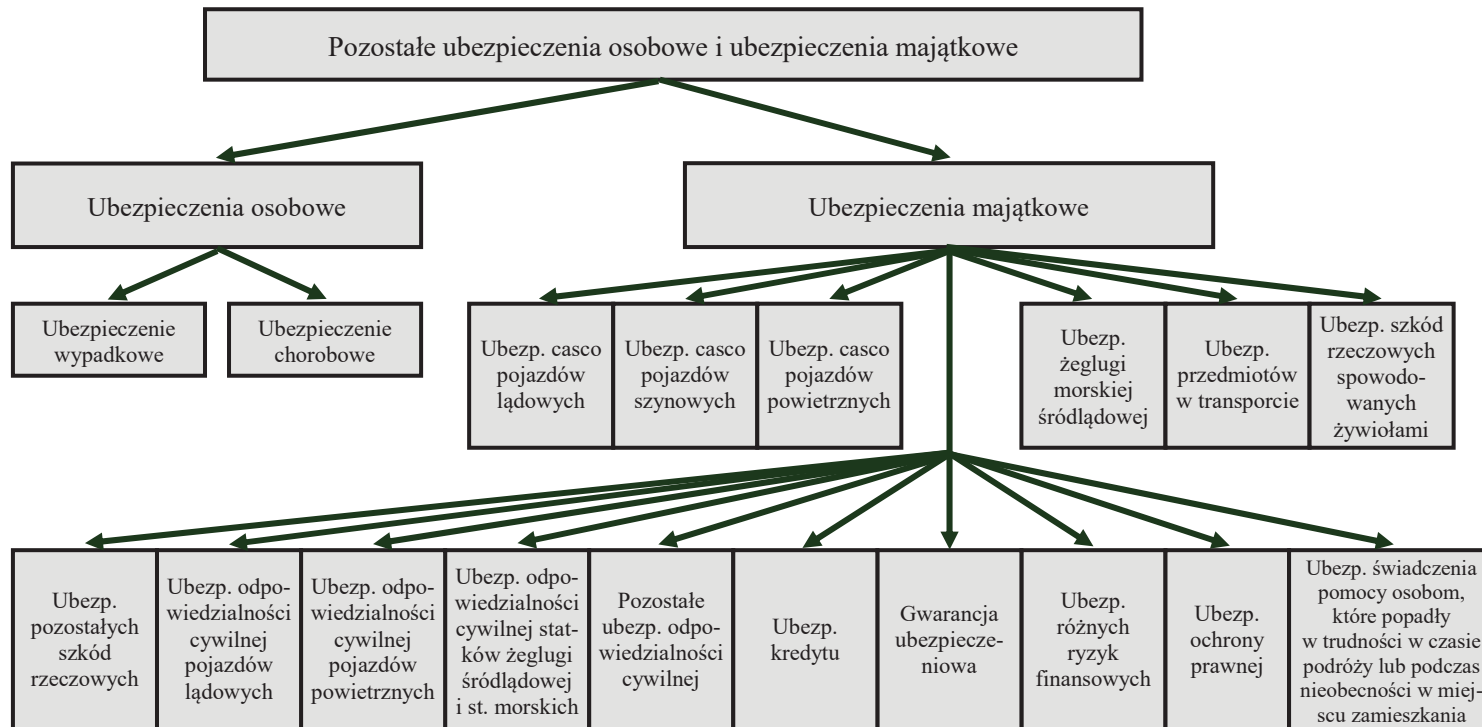 Pozostałe ubezpieczenia osobowe i ubezpieczenia majątkowe
Ubezpieczenia osobowe
Ubezpieczenia majątkowe
Ubezpieczenie
wypadkowe
Ubezpieczenie
chorobowe
Ubezp. casco
pojazdów
lądowych
Ubezp. casco
pojazdów
szynowych
Ubezp. casco
pojazdów
powietrznych
Ubezp.
żeglugi
morskiej
śródlądowej
Ubezp.
przedmiotów
w transporcie
Ubezp. szkód
rzeczowych
spowodo-
wanych
żywiołami
Ubezp.
pozostałych
szkód
rzeczowych
Ubezp. odpo-
wiedzialności
cywilnej
pojazdów
lądowych
Ubezp. odpo-
wiedzialności
cywilnej
pojazdów
powietrznych
Ubezp. odpo-
wiedzialności
cywilnej stat-
ków żeglugi
śródlądowej
i st. morskich
Pozostałe
ubezp. odpo-
wiedzialności
cywilnej
Ubezp.
kredytu
Gwarancja
ubezpiecze-
niowa
Ubezp.
różnych
ryzyk
finansowych
Ubezp.
ochrony
prawnej
Ubezp. świadczenia
pomocy osobom,
które popadły
w trudności w czasie
podróży lub podczas
nieobecności w miej-
scu zamieszkania